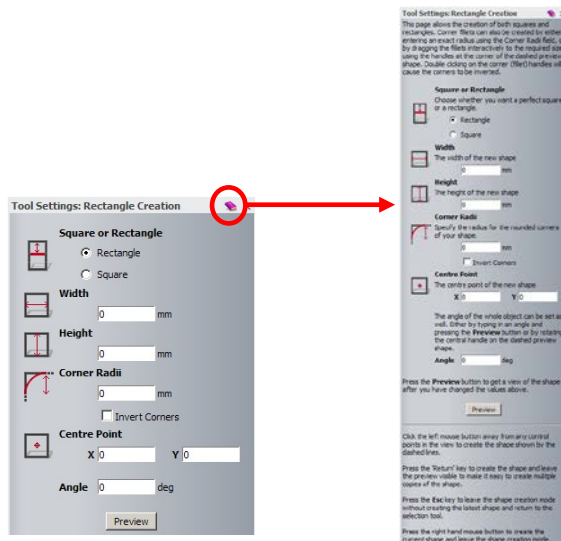 Tool Settings: Rectangle Creation
Square or Rectangle
Rectangle
Square
Width
0 mm
Height
0 mm
Corner Radii
0 mm
Invert Corners
Centre Point
X 0 Y 0
Angle 0 deg
Preview
Tool Settings: Rectangle Creation
This page allows the creation of both squares and
rectangles. Corner fillets can also be created by either
entering an exact radius using the Corner Radii field,
by dragging the fillets interactively to the required
using the handles at the corner of the dashed preview
shape. Double clicking on the corner (fillet) handles
cause the corners to be inverted.
Square or Rectangle
Choose whether you want a perfect square
or a rectangle.
Rectangle
Square
Width
The width of the new shape
0 mm
Height
The height of the new shape
0 mm
Corner Radii
Specify the radius for the rounded corners
of your shape.
0 mm
Invert Corners
Centre Point
The centre point of the new shape
X 0 Y 0
The angle of the whole object can be set as
well. Either by typing in an angle and
pressing the Preview button or by rotating
the central handle on the dashed preview
shape.
Angle 0 deg
Press the Preview button to get a view of the shape
after you have changed the values above.
Preview
Click the left mouse button away from any control
points in the view to create the shape shown by the
dashed lines.
Press the 'Return' key to create the shape and leave
the preview visible to make it easy to create multiple
copies of the shape.
Press the Esc key to leave the shape creation mode
without creating the latest shape and return to the
selection tool.
Press the right hand mouse button to create the
current shape and leave the shape creation mode